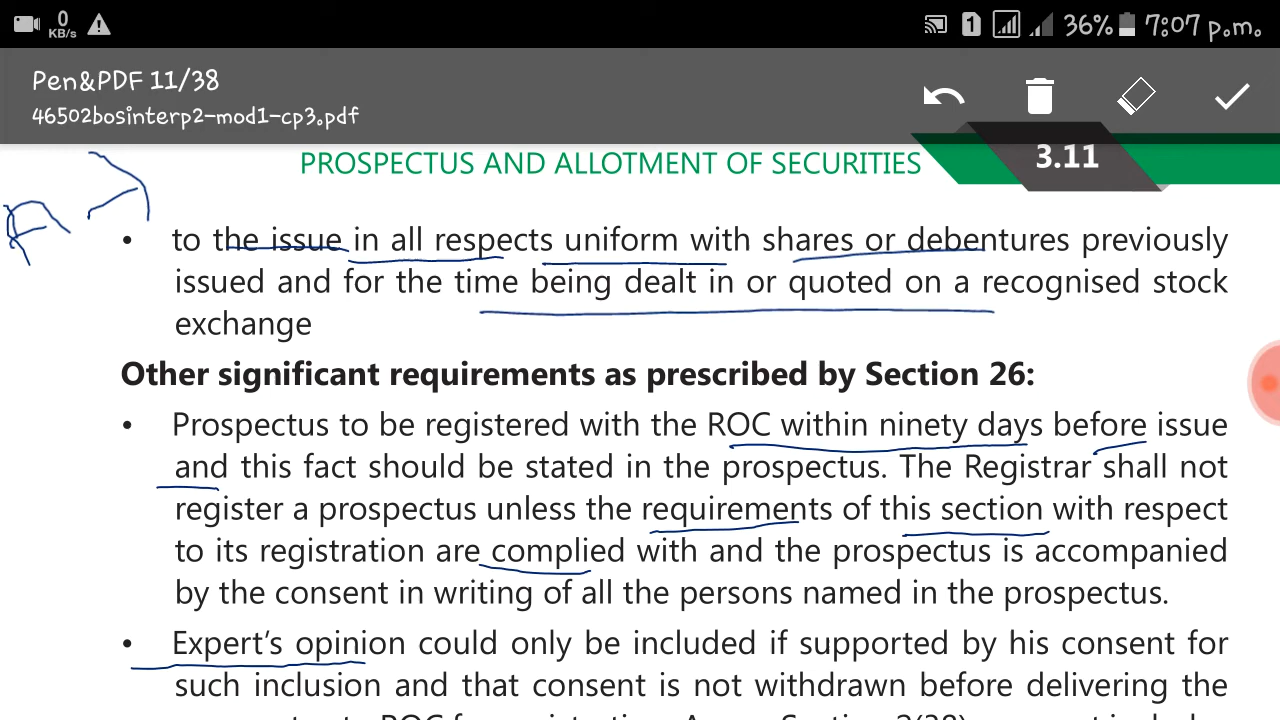 0
KB/s
1
36%
7:07 p.m.
Pen&PDF 11/38
46502bosinterp2-mod1-cp3.pdf
PROSPECTUS AND ALLOTMENT OF SECURITIES
3.11
• to the issue in all respects uniform with shares or debentures previously
issued and for the time being dealt in or quoted on a recognised stock
exchange
Other significant requirements as prescribed by Section 26:
• Prospectus to be registered with the ROC within ninety days before issue
and this fact should be stated in the prospectus. The Registrar shall not
register a prospectus unless the requirements of this section with respect
to its registration are complied with and the prospectus is accompanied
by the consent in writing of all the persons named in the prospectus.
• Expert's opinion could only be included if supported by his consent for
such inclusion and that consent is not withdrawn before delivering the